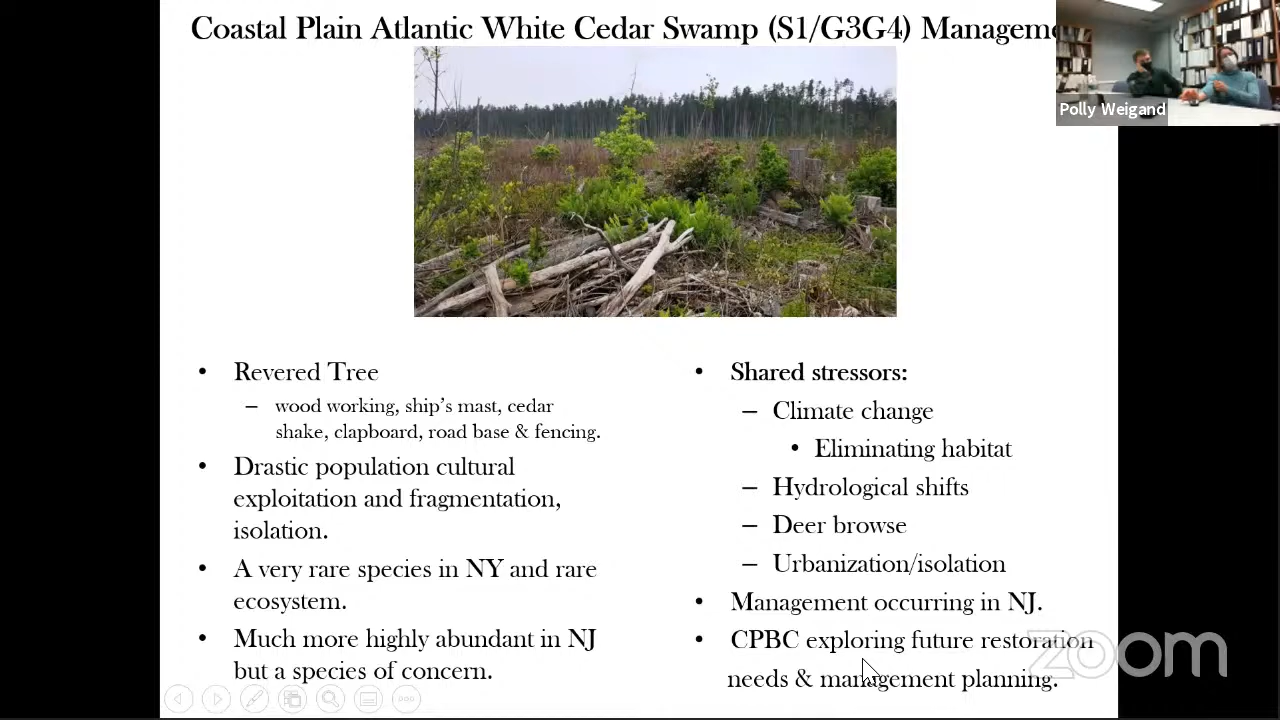 Coastal Plain Atlantic White Cedar Swamp (S1/G3G4) Manageme
Polly Weigand
• Revered Tree
– wood working, ship's mast, cedar
shake, clapboard, road base & fencing.
• Drastic population cultural
exploitation and fragmentation,
isolation.
• A very rare species in NY and rare
ecosystem.
• Much more highly abundant in NJ
but a species of concern.
• Shared stressors:
– Climate change
• Eliminating habitat
– Hydrological shifts
– Deer browse
– Urbanization/isolation
• Management occurring in NJ.
• CPBC exploring future restoration
needs & management planning.
zoom